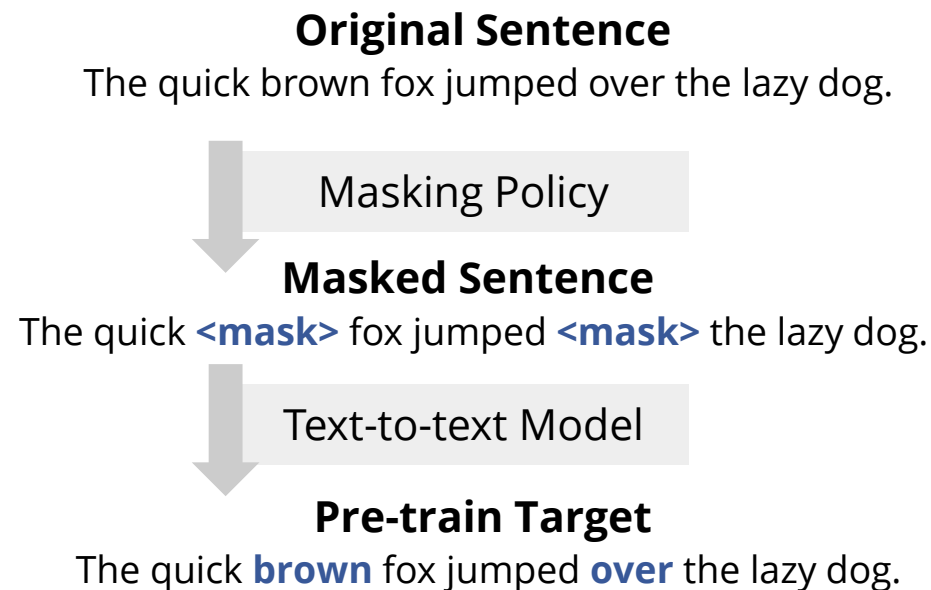 Original Sentence
The quick brown fox jumped over the lazy dog.
Masking Policy
Masked Sentence
The quick <mask> fox jumped <mask> the lazy dog.
Text-to-text Model
Pre-train Target
The quick brown fox jumped over the lazy dog.